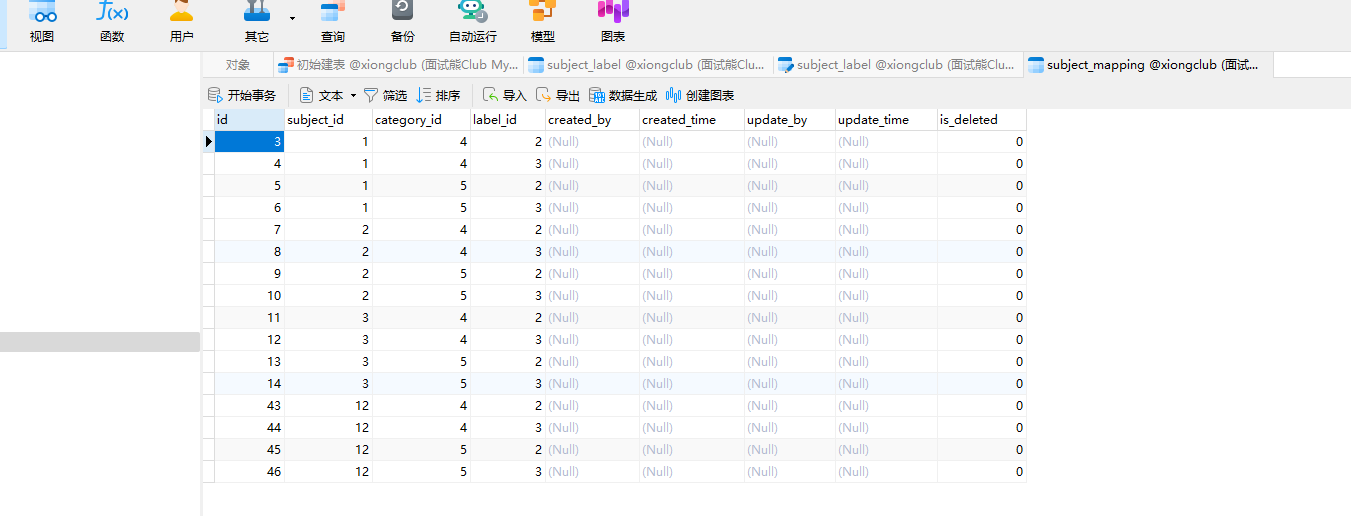 视图 函数 用户 其它 查询 备份 自动运行 模型 图表
对象 初始建表 @xiongclub (面试能Club My... subject_label @xiongclub (面试能Clu... subject_label @xiongclub (面试能Clu... subject_mapping @xiongclub (面试...
开始事务 文本 筛选 排序 导入 导出 数据生成 创建图表
id subject_id category_id label_id created_by created_time update_by update_time is_deleted
3 1 4 2 (Null) (Null) (Null) (Null) 0
4 1 4 3 (Null) (Null) (Null) (Null) 0
5 1 5 2 (Null) (Null) (Null) (Null) 0
6 1 5 3 (Null) (Null) (Null) (Null) 0
7 2 4 2 (Null) (Null) (Null) (Null) 0
8 2 4 3 (Null) (Null) (Null) (Null) 0
9 2 5 2 (Null) (Null) (Null) (Null) 0
10 2 5 3 (Null) (Null) (Null) (Null) 0
11 3 4 2 (Null) (Null) (Null) (Null) 0
12 3 4 3 (Null) (Null) (Null) (Null) 0
13 3 5 2 (Null) (Null) (Null) (Null) 0
14 3 5 3 (Null) (Null) (Null) (Null) 0
43 12 4 2 (Null) (Null) (Null) (Null) 0
44 12 4 3 (Null) (Null) (Null) (Null) 0
45 12 5 2 (Null) (Null) (Null) (Null) 0
46 12 5 3 (Null) (Null) (Null) (Null) 0